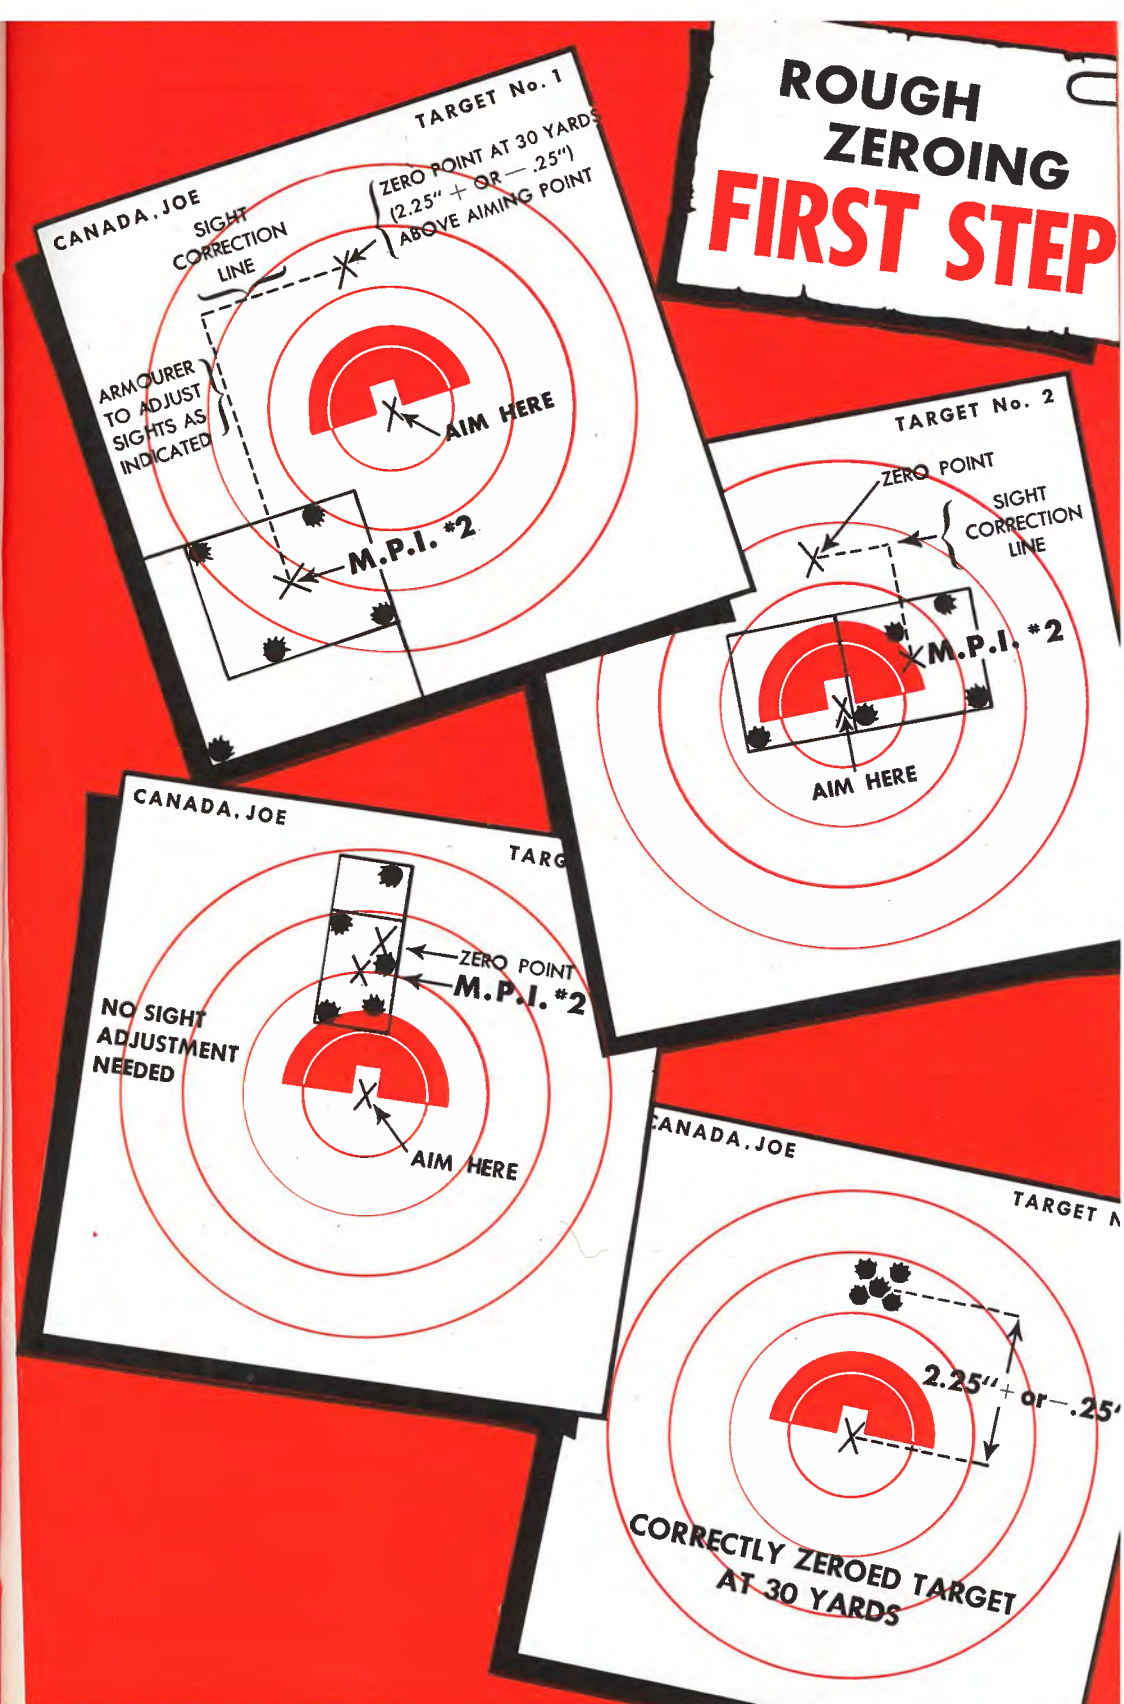 ROUGH
ZEROING
FIRST STEP
TARGET No. 1
CANADA, JOE
SIGHT
CORRECTION
LINE
ZERO POINT AT 30 YARDS
(2.25" + OR — .25")
ABOVE AIMING POINT
ARMOURER
TO ADJUST
SIGHTS AS
INDICATED
AIM HERE
M.P.I. #2
TARGET No. 2
ZERO POINT
SIGHT
CORRECTION
LINE
M.P.I. #2
AIM HERE
CANADA, JOE
TARG
ZERO POINT
M.P.I. #2
NO SIGHT
ADJUSTMENT
NEEDED
AIM HERE
CANADA, JOE
TARGET N
2.25" + or — .25"
CORRECTLY ZEROED TARGET
AT 30 YARDS